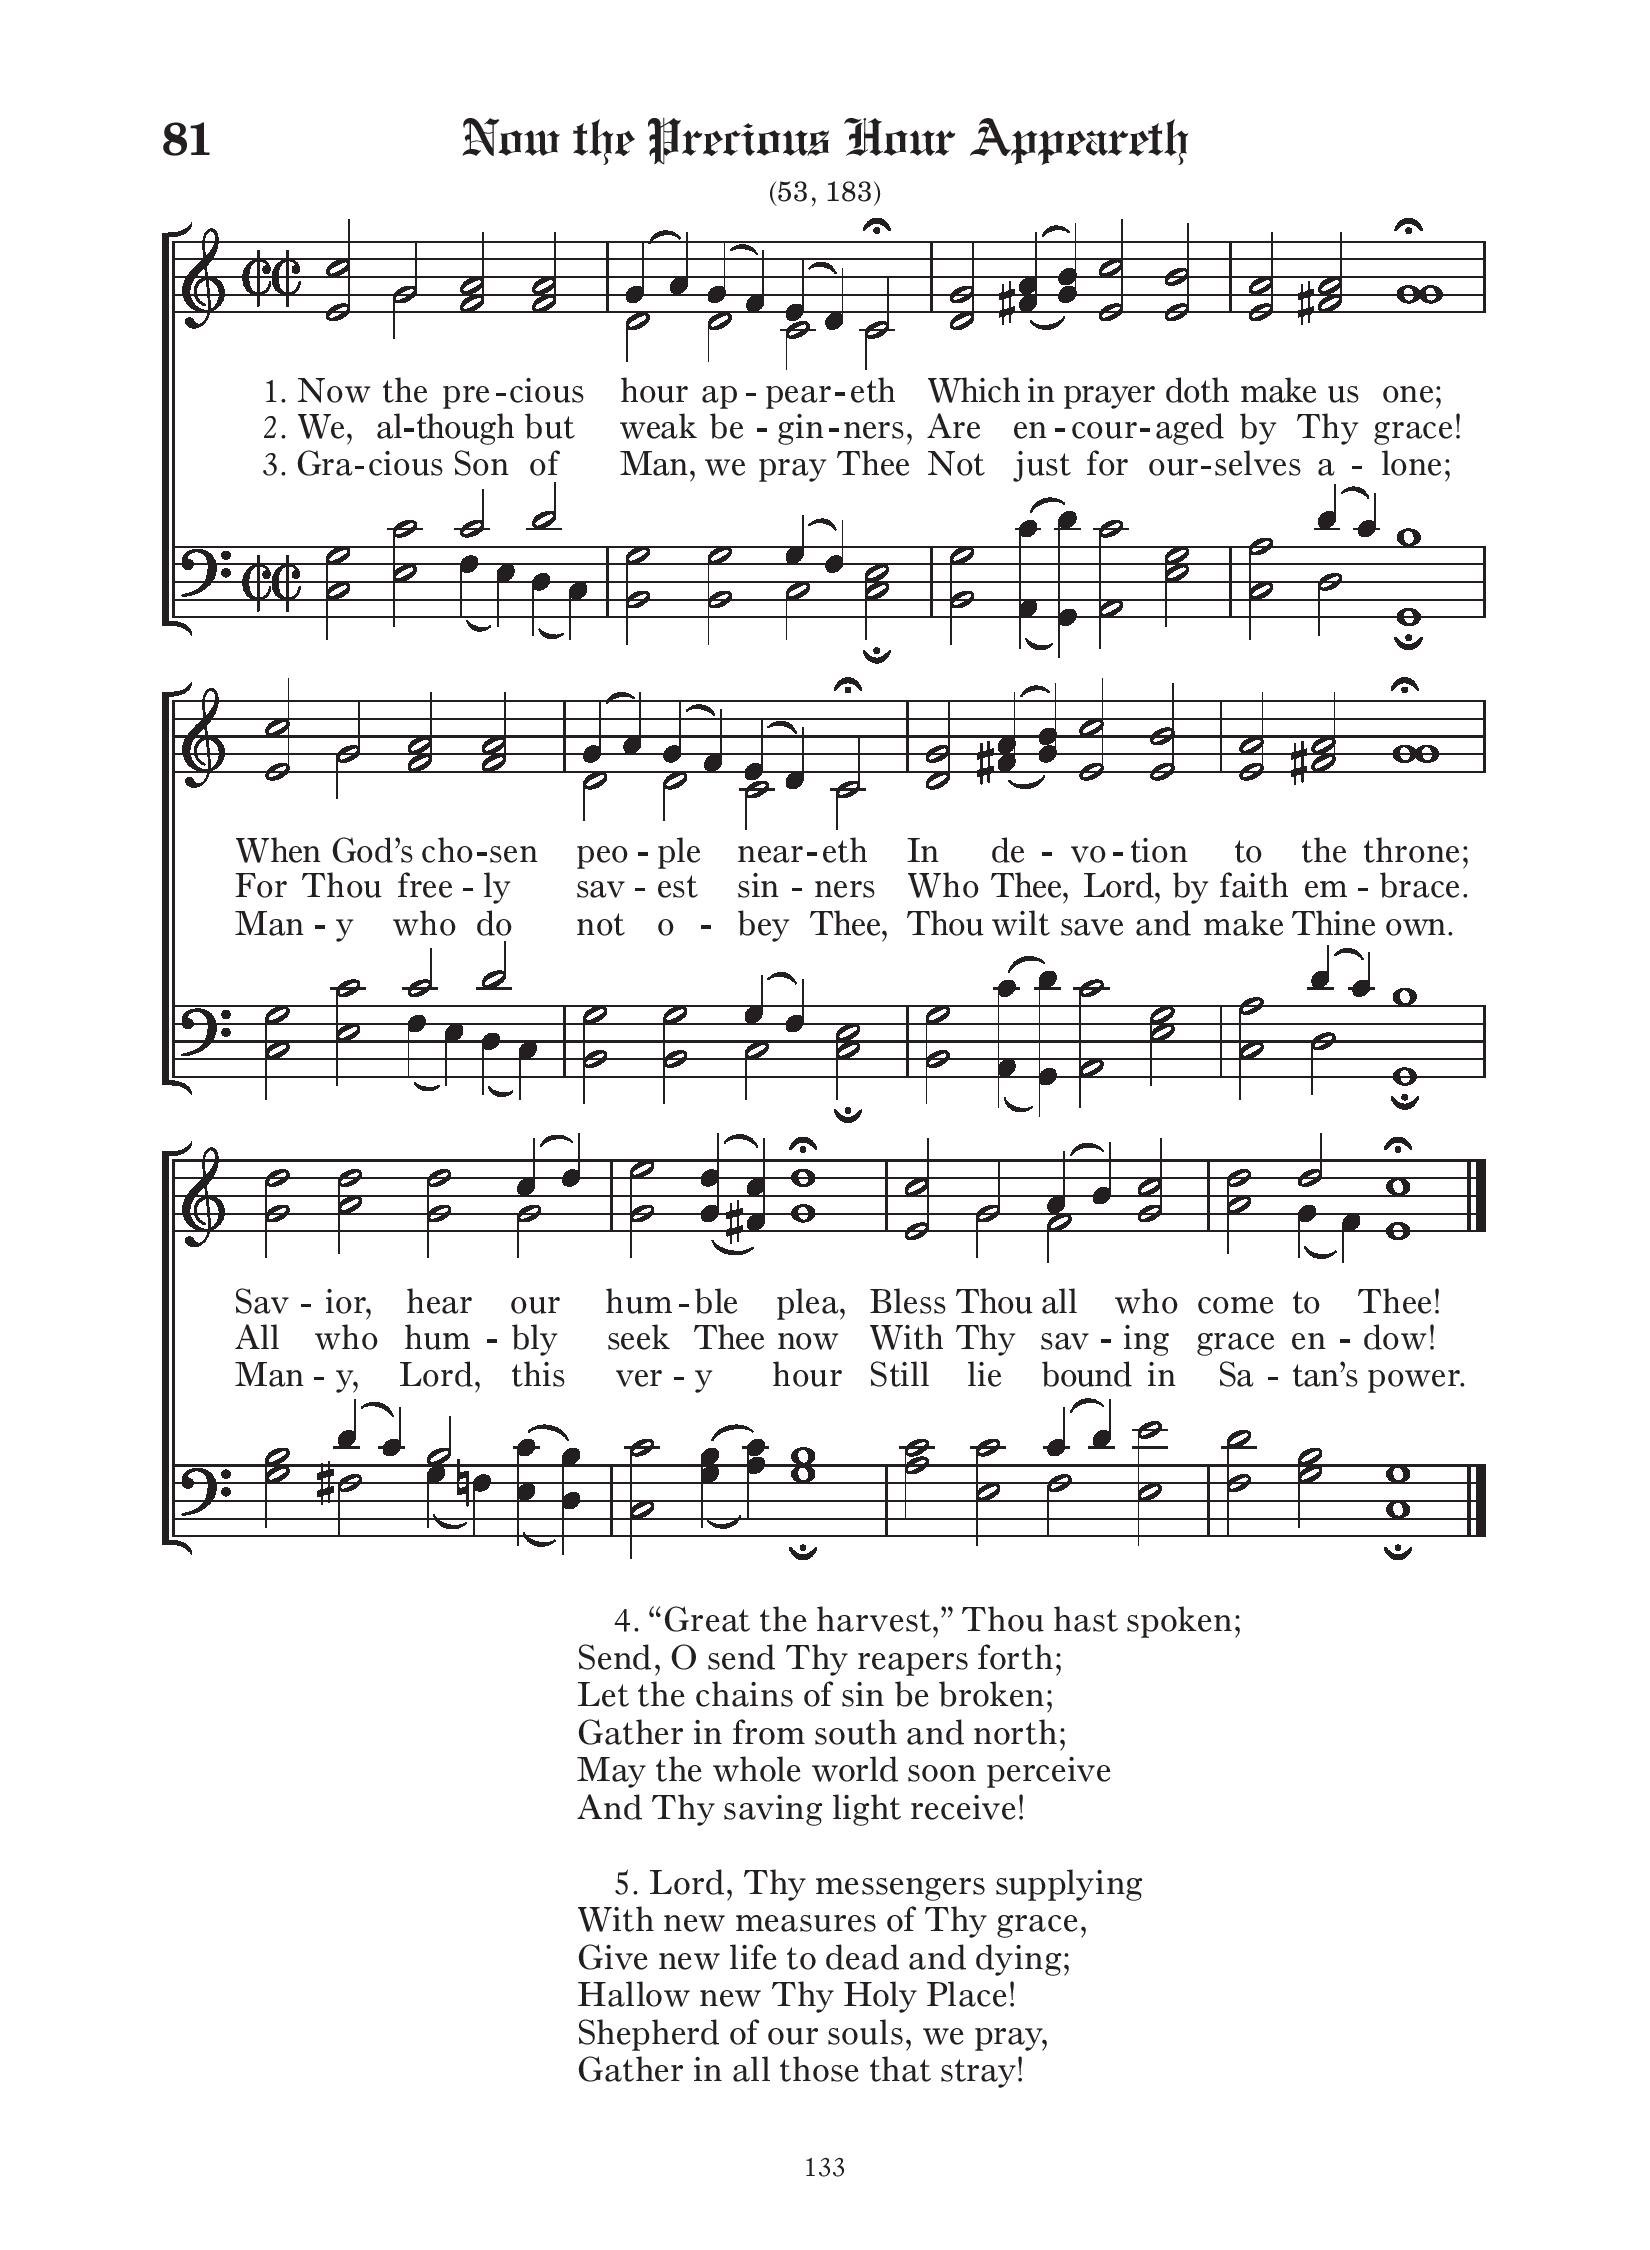 81 Now the Precious Hour Appeareth
(53, 183)
1. Now the pre-cious hour ap-pear-eth Which in prayer doth make us one;
2. We, al-though but weak be-gin-ners, Are en-cour-aged by Thy grace!
3. Gra-cious Son of Man, we pray Thee Not just for our-selves a-lone;
When God’s cho-sen peo-ple near-eth In de-vo-tion to the throne;
For Thou free-ly sav-est sin-ners Who Thee, Lord, by faith em-brace.
Man-y who do not o-bey Thee, Thou wilt save and make Thine own.
Sav-ior, hear our hum-ble plea, Bless Thou all who come to Thee!
All who hum-bly seek Thee now With Thy sav-ing grace en-dow!
Man-y, Lord, this ver-y hour Still lie bound in Sa-tan’s power.
4. “Great the harvest,” Thou hast spoken;
Send, O send Thy reapers forth;
Let the chains of sin be broken;
Gather in from south and north;
May the whole world soon perceive
And Thy saving light receive!
5. Lord, Thy messengers supplying
With new measures of Thy grace,
Give new life to dead and dying;
Hallow new Thy Holy Place!
Shepherd of our souls, we pray,
Gather in all those that stray!
133